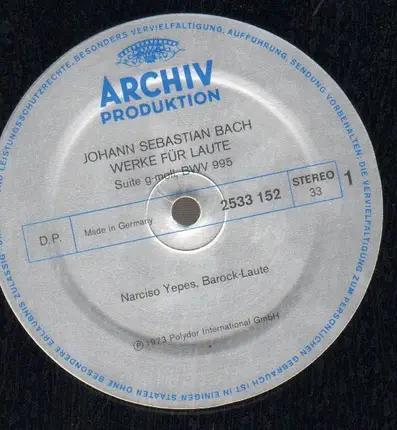 ARCHIV
PRODUKTION
JOHANN SEBASTIAN BACH
WERKE FÜR LAUTE
Suite g-moll, BWV 995
D.P.
Made in Germany
2533 152
STEREO
33
1
Narciso Yepes, Barock-Laute
Ⓟ 1973 Polydor International GmbH
LEISTUNGSSCHUTZRECHTE, BESONDERS VERVIELFÄLTIGUNG, AUFFÜHRUNG, SENDUNG VORBEHALTEN. DIE VERVIELFÄLTIGUNG ZUM PERSÖNLICHEN GEBRAUCH IST IN EINIGEN STAATEN OHNE BESONDERE ERLAUBNIS ZULÄSSIG.